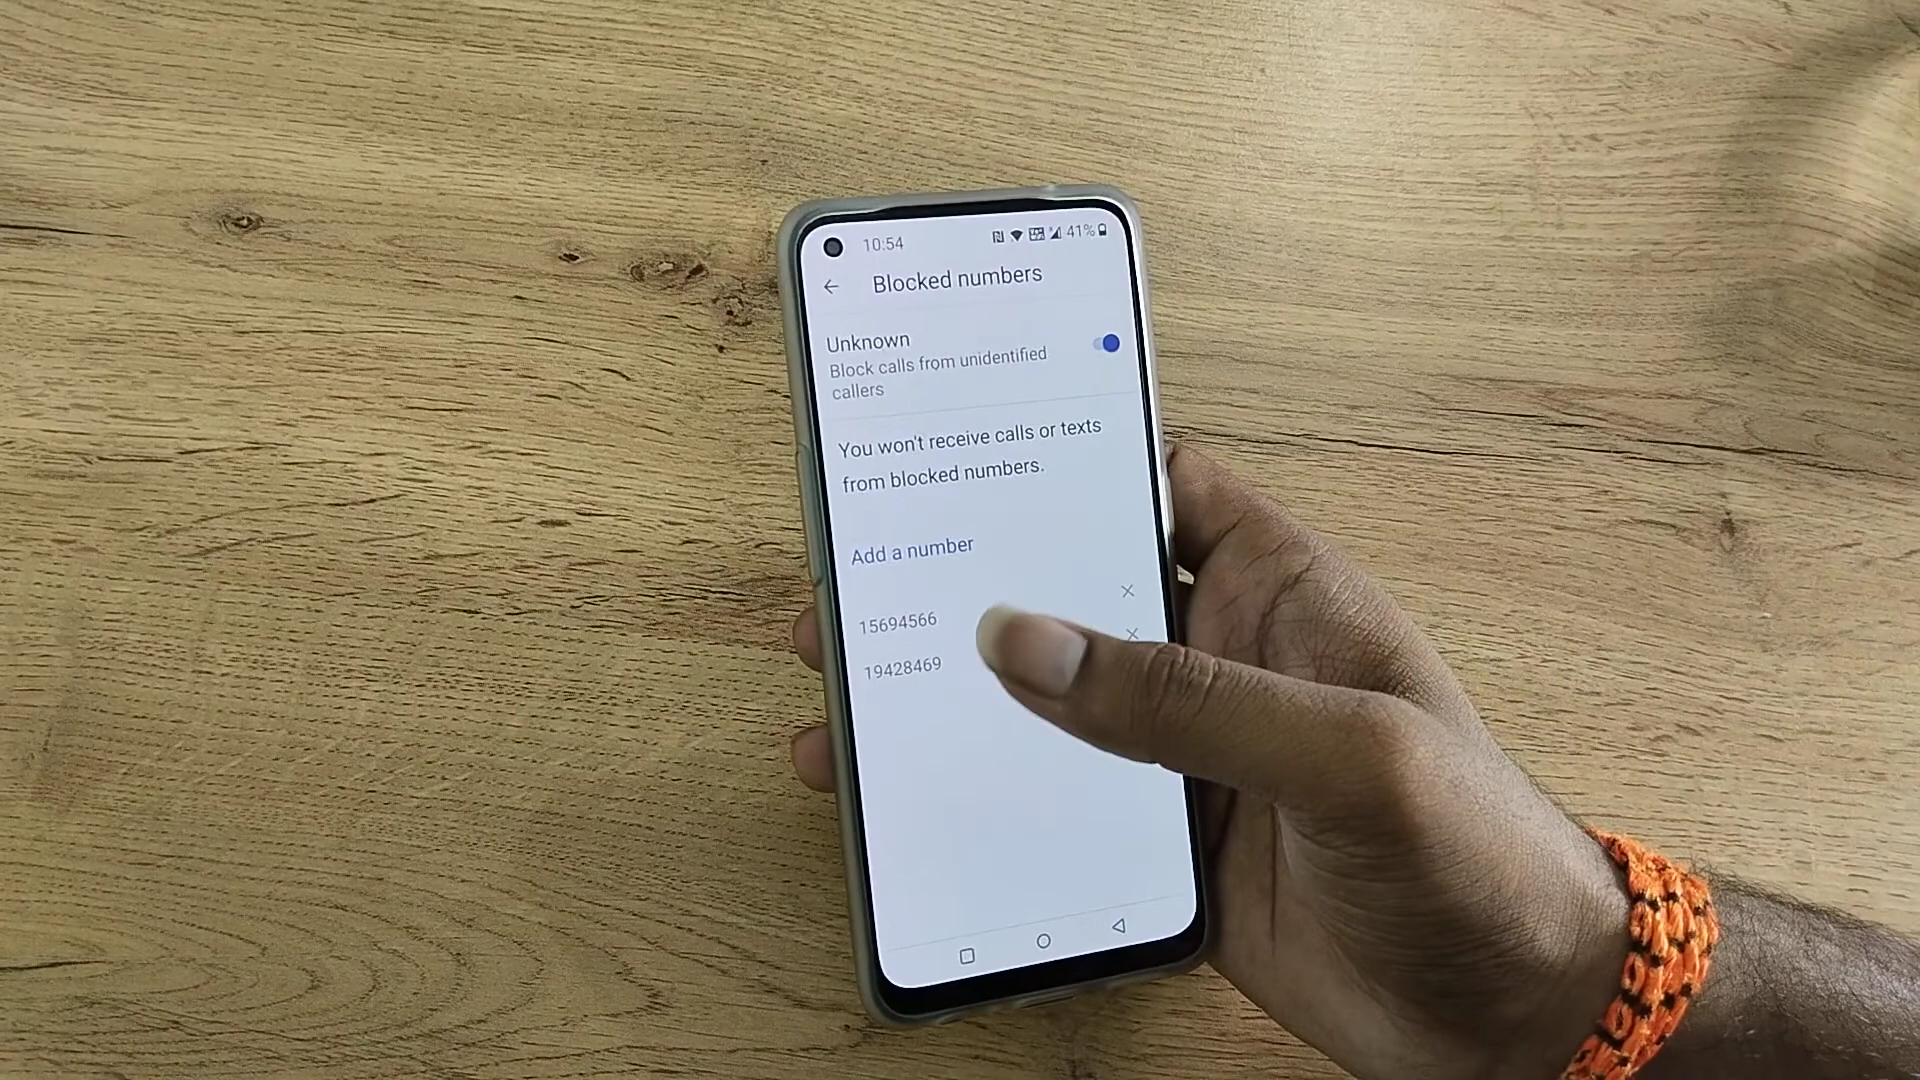 10:54 41%
Blocked numbers
Unknown
Block calls from unidentified
callers
You won't receive calls or texts
from blocked numbers.
Add a number
15694566
19428469